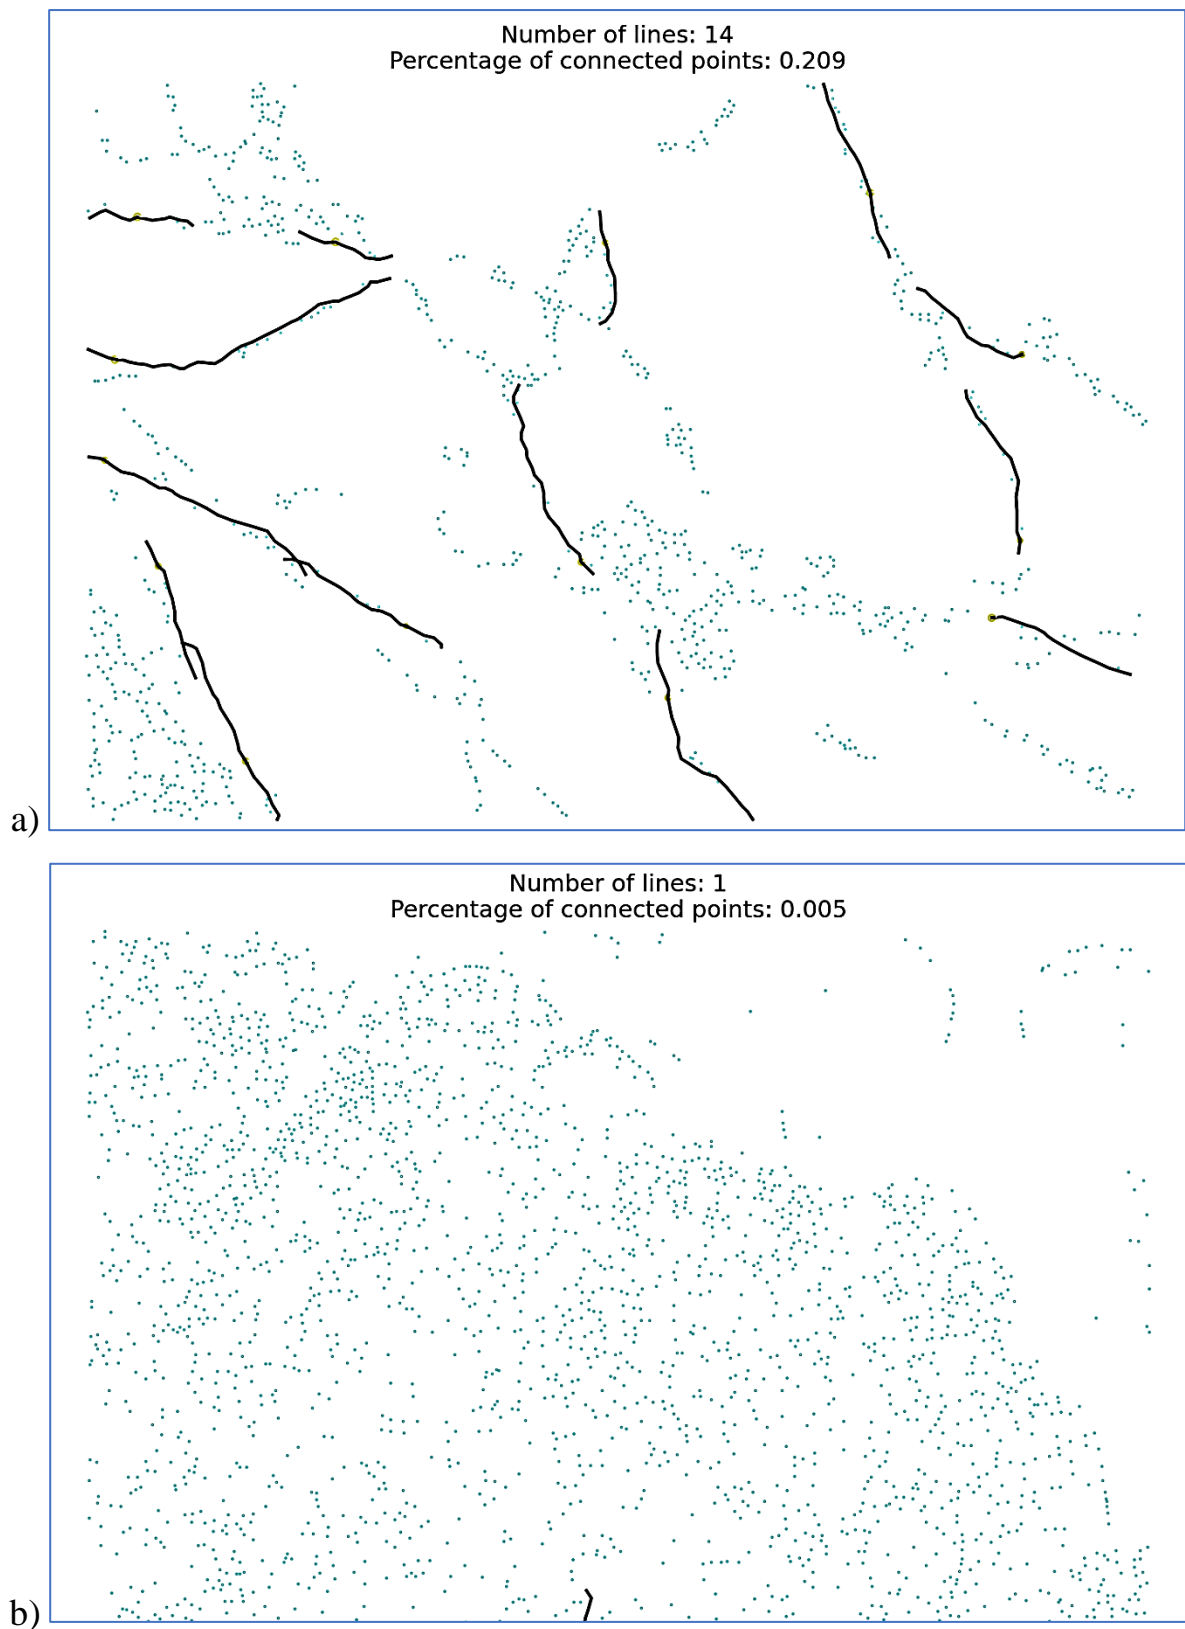 Number of lines: 14
Percentage of connected points: 0.209
a)
Number of lines: 1
Percentage of connected points: 0.005
b)